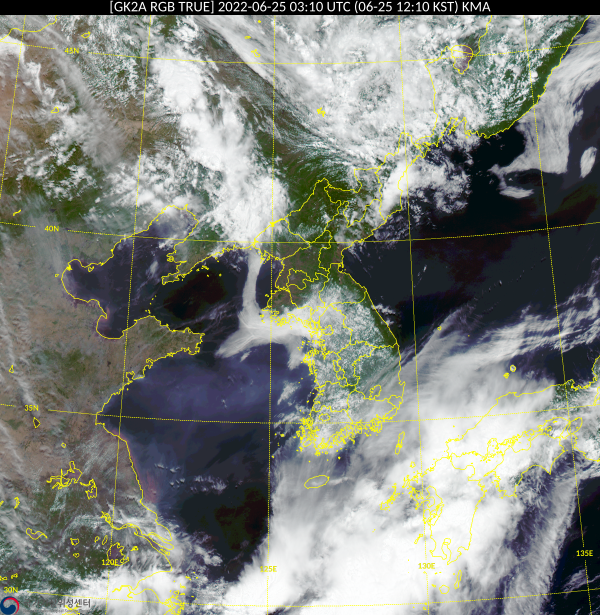 [GK2A RGB TRUE] 2022-06-25 03:10 UTC (06-25 12:10 KST) KMA
45N
40N
35N
135E
120E
125E
130E
30N
위성센터